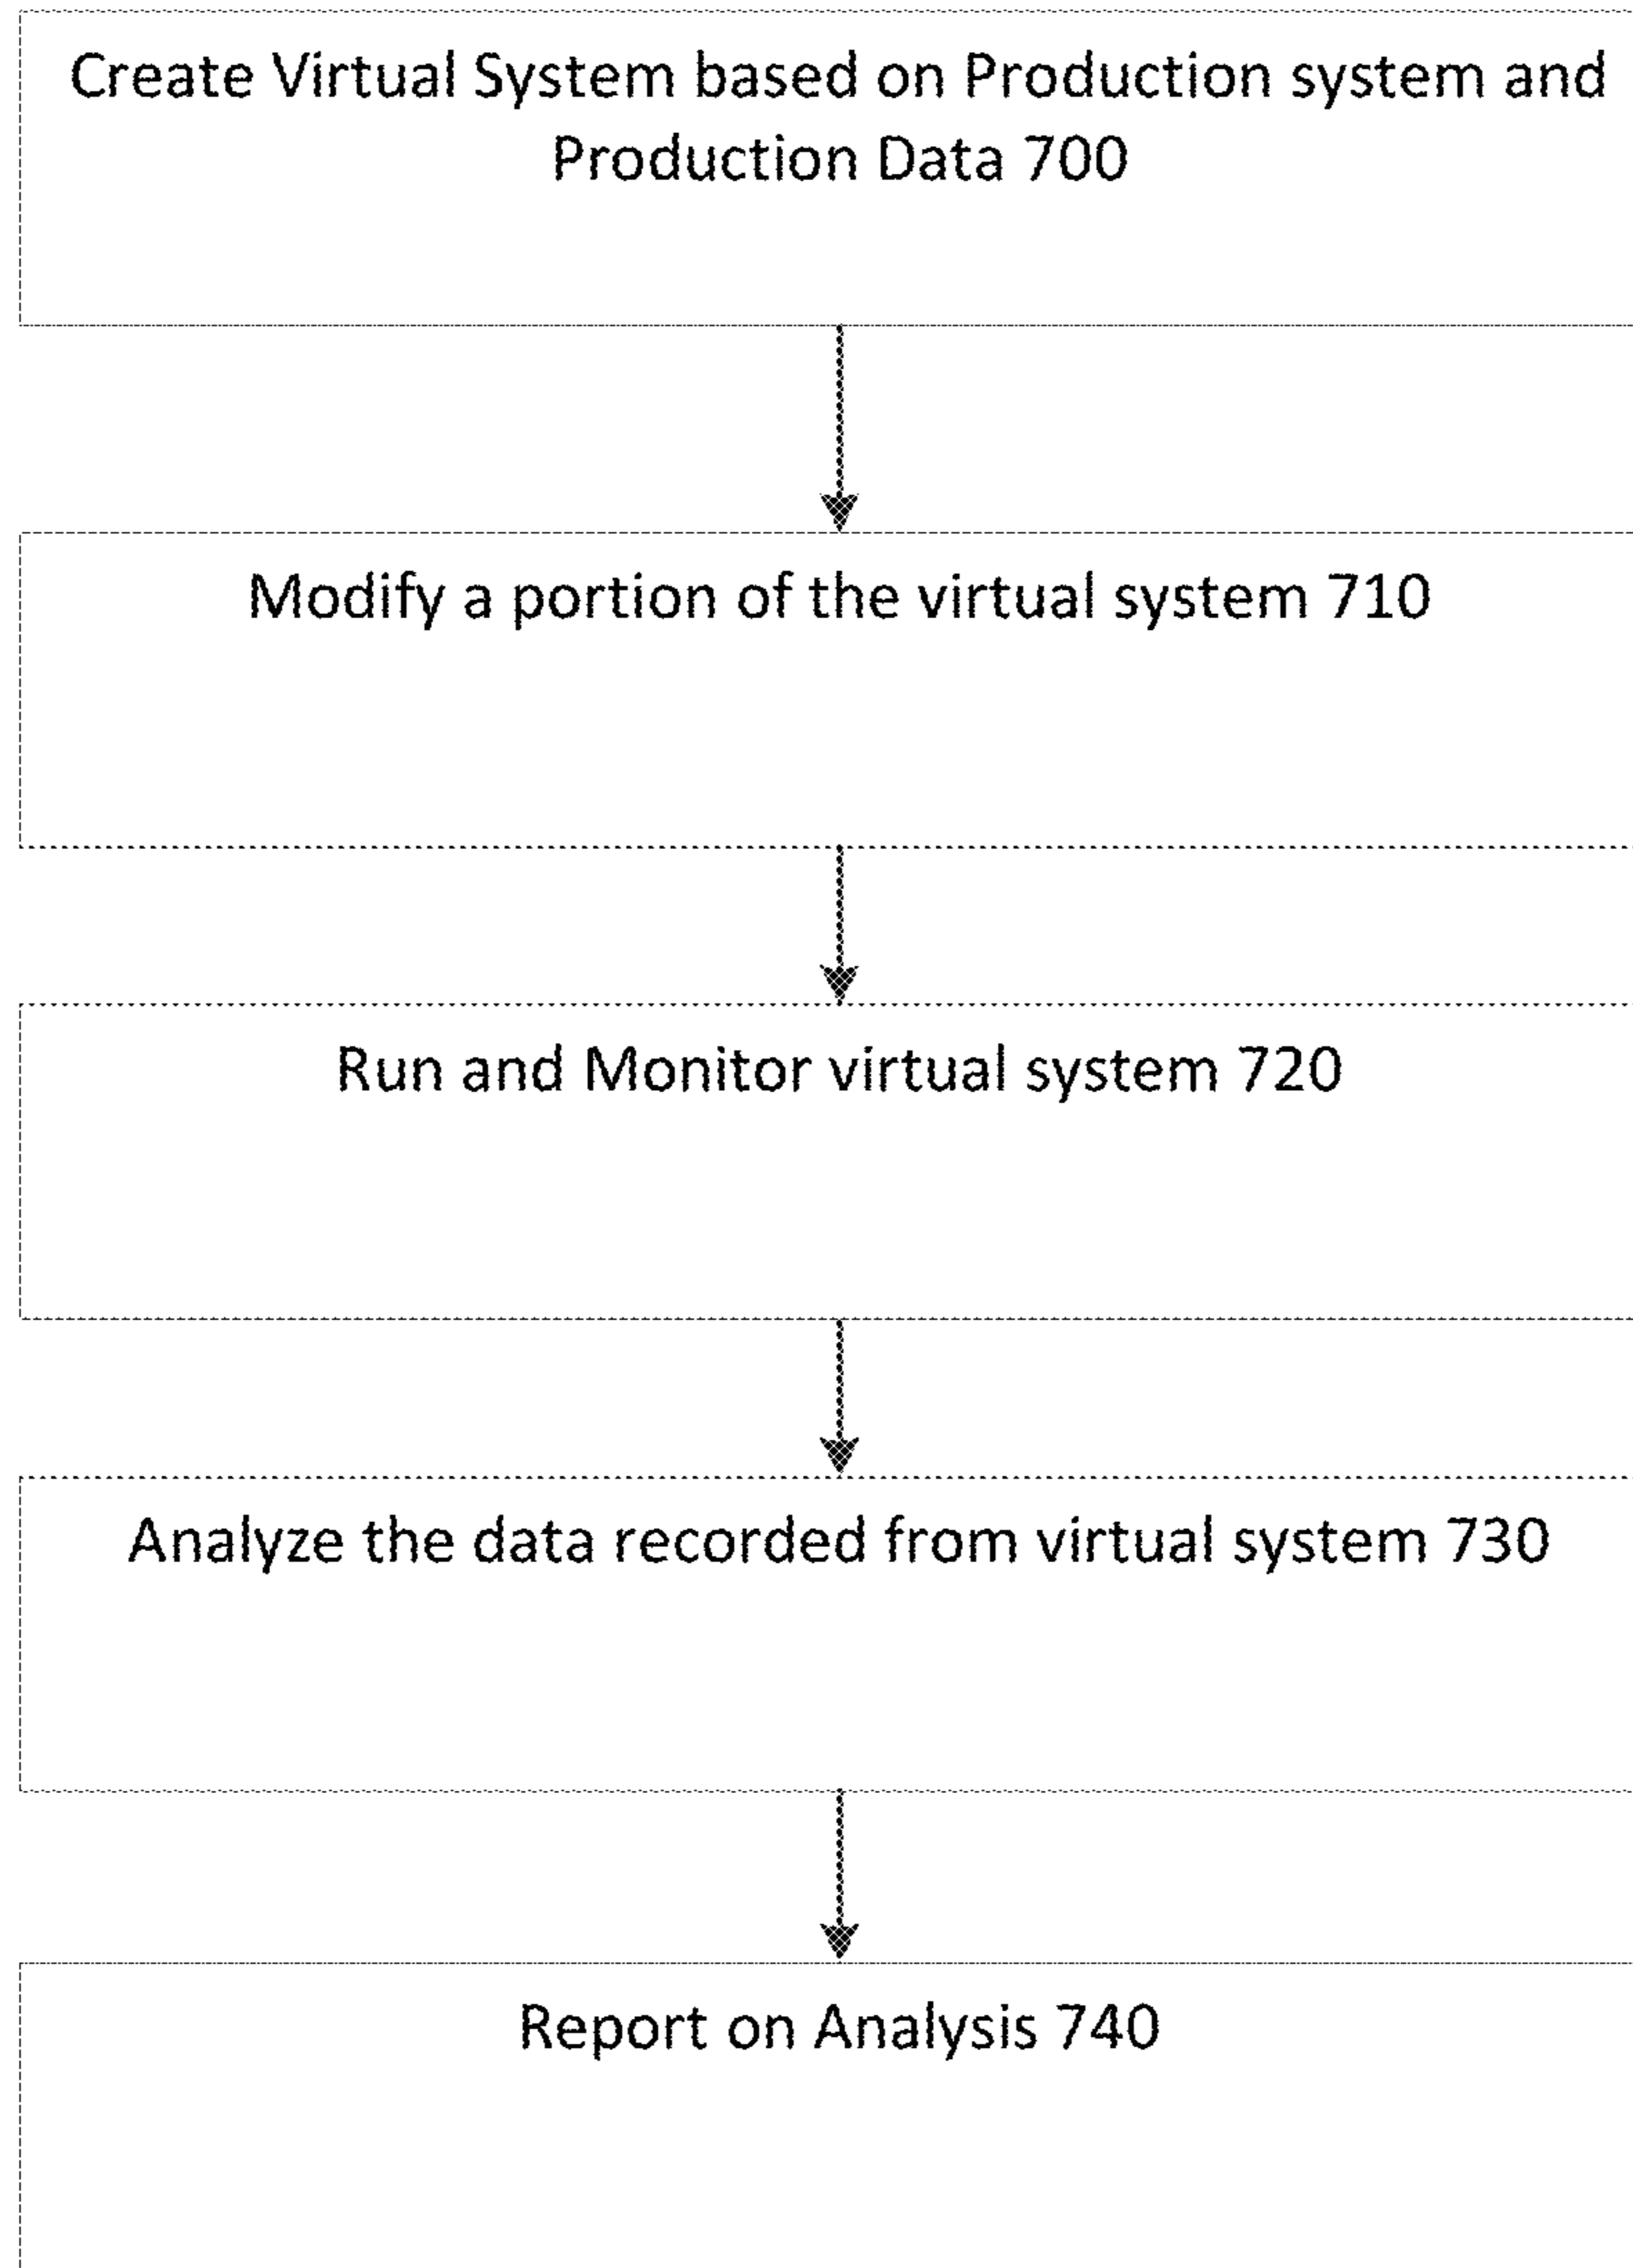 Create Virtual System based on Production system and
Production Data 700
Modify a portion of the virtual system 710
Run and Monitor virtual system 720
Analyze the data recorded from virtual system 730
Report on Analysis 740